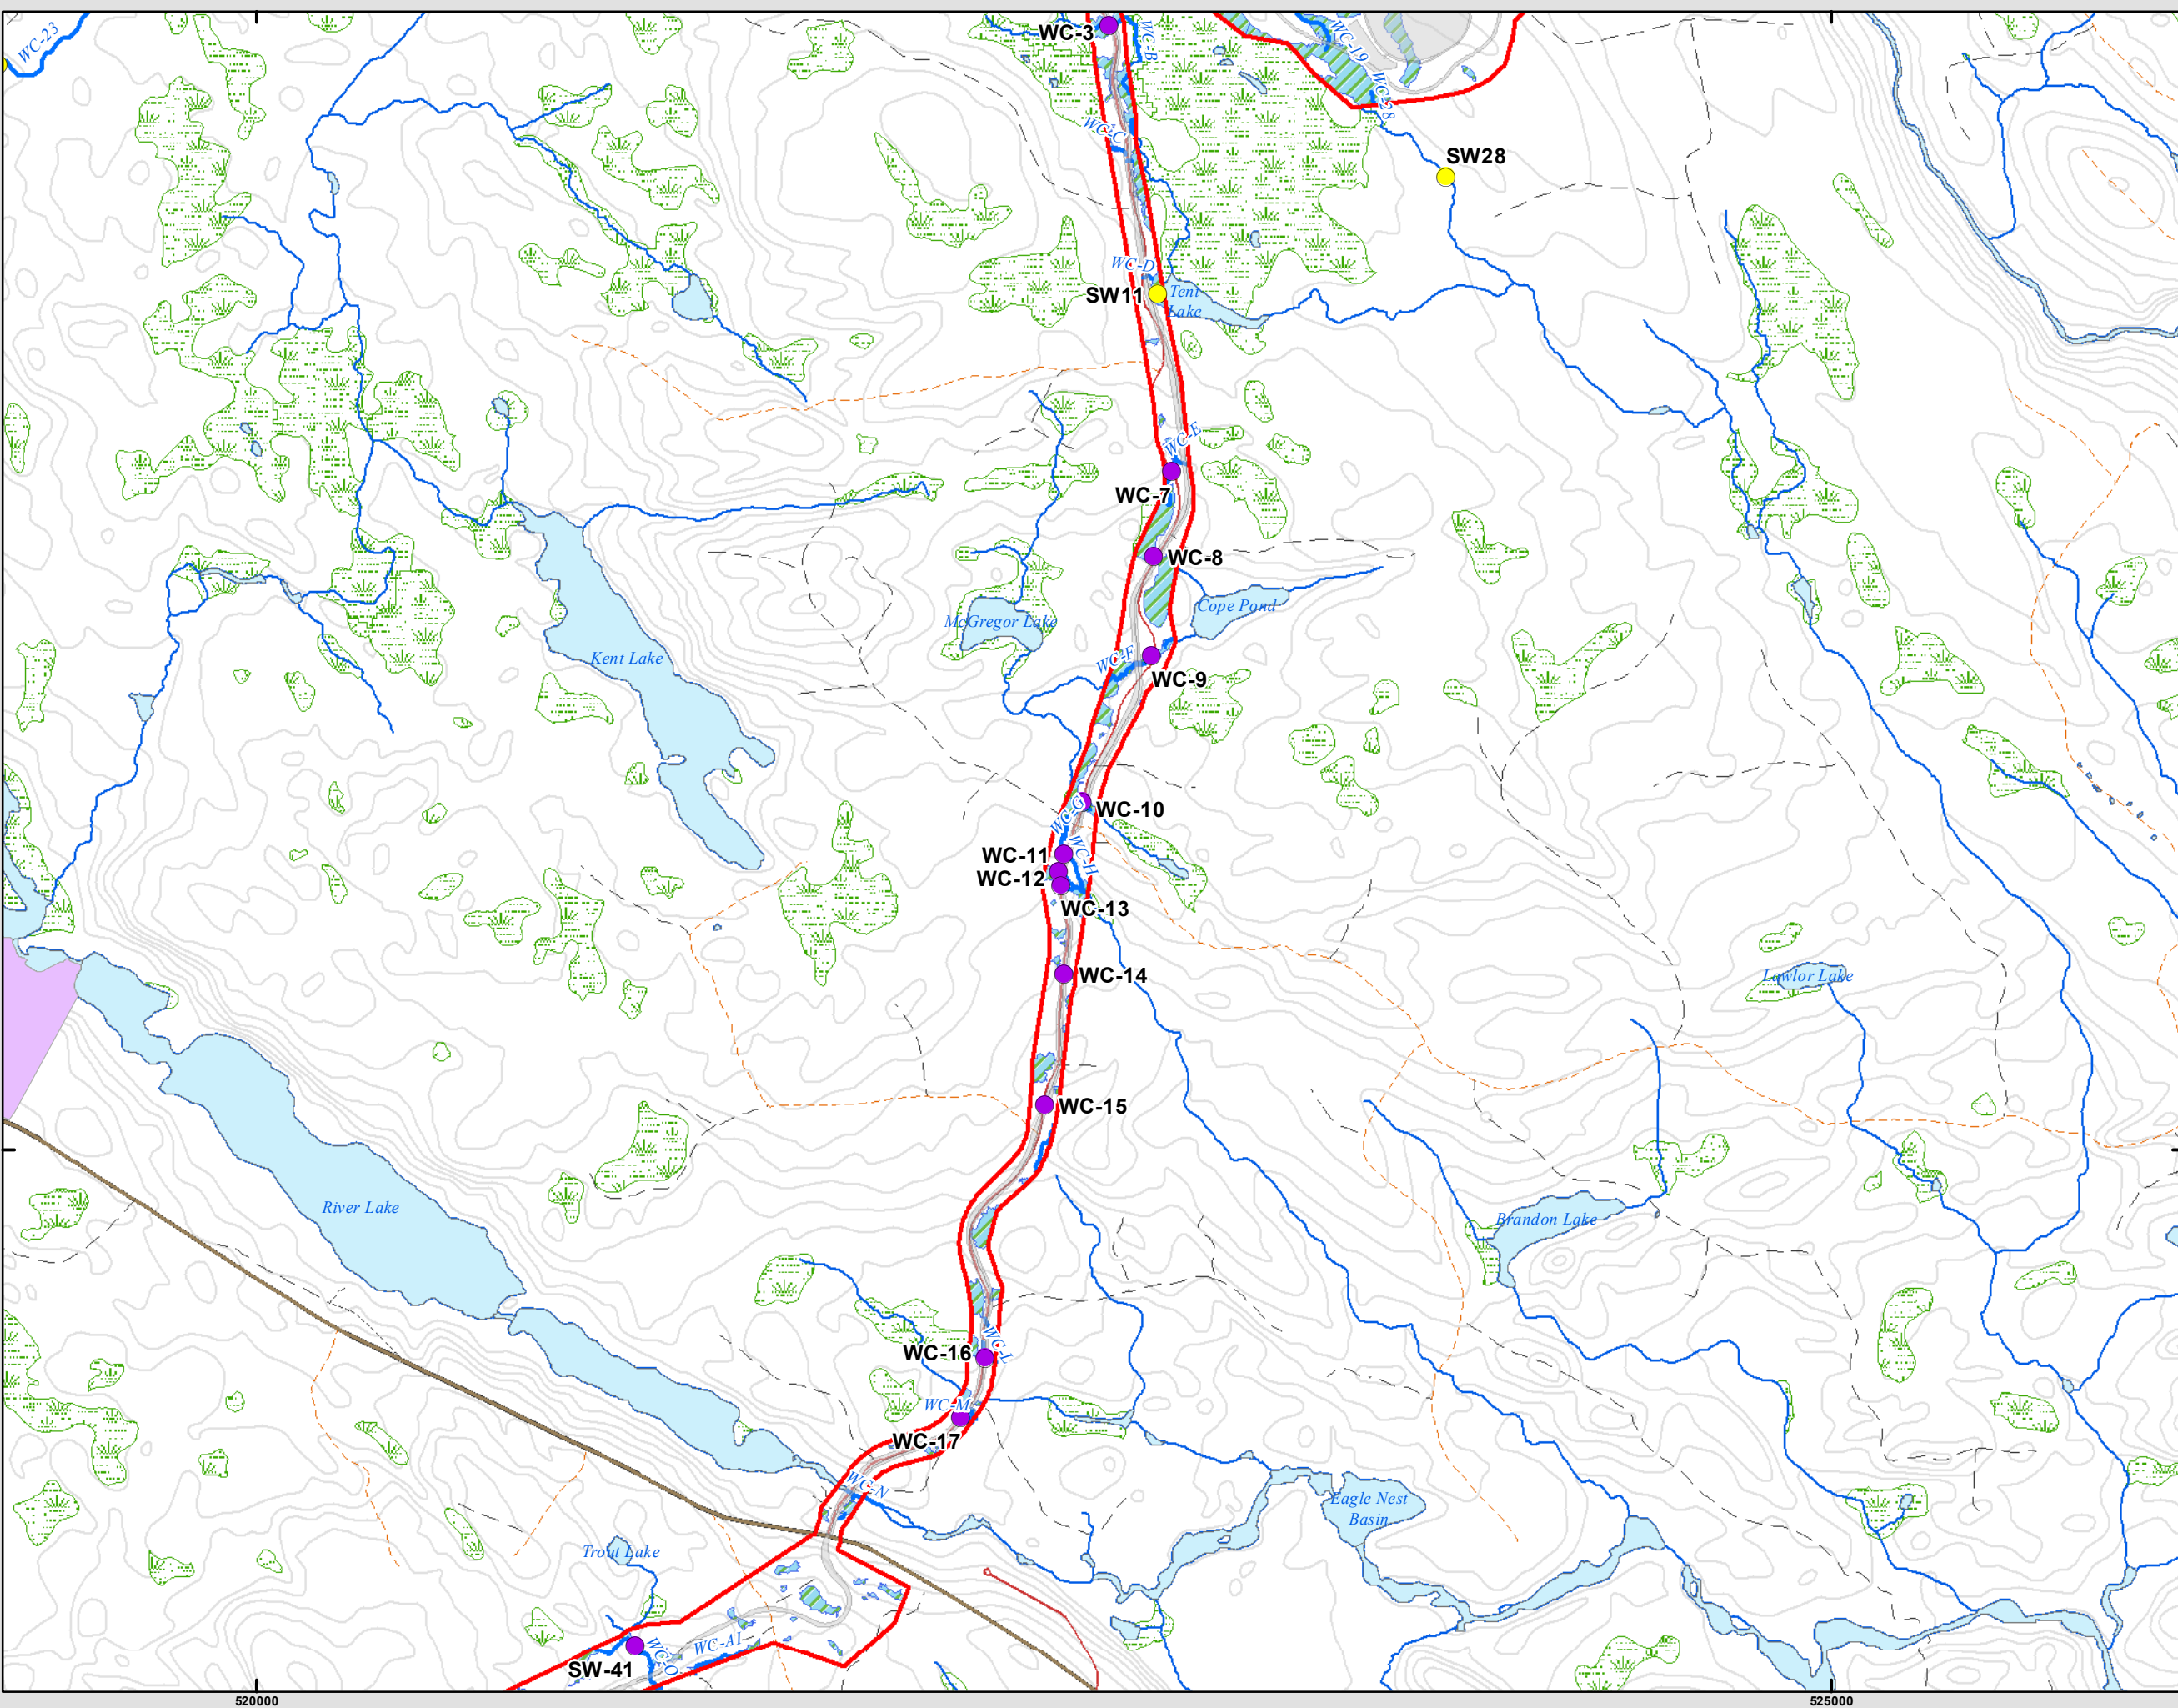 WC-23
WC-3
WC-B
WC-19
WC-28
WC-C
SW28
WC-D
SW11
Tent
Lake
WC-E
WC-7
WC-8
Cope Pond
McGregor Lake
Kent Lake
WC-F
WC-9
WC-10
WC-G
WC-H
WC-11
WC-12
WC-13
WC-14
Lawlor Lake
WC-15
River Lake
Brandon Lake
WC-L
WC-16
WC-M
WC-17
WC-N
Eagle Nest
Basin
Trout Lake
WC-AI
WC-O
SW-41
520000
525000